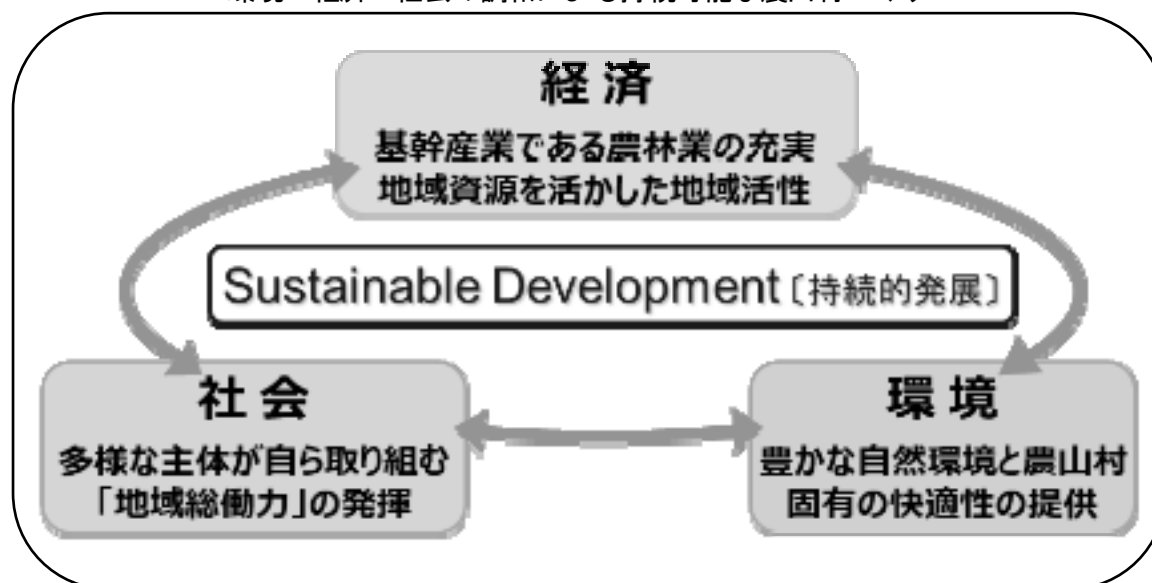 経 済
基幹産業である農林業の充実
地域資源を活かした地域活性
Sustainable Development〔持続的発展〕
社 会
多様な主体が自ら取り組む
「地域総働力」の発揮
環 境
豊かな自然環境と農山村
固有の快適性の提供